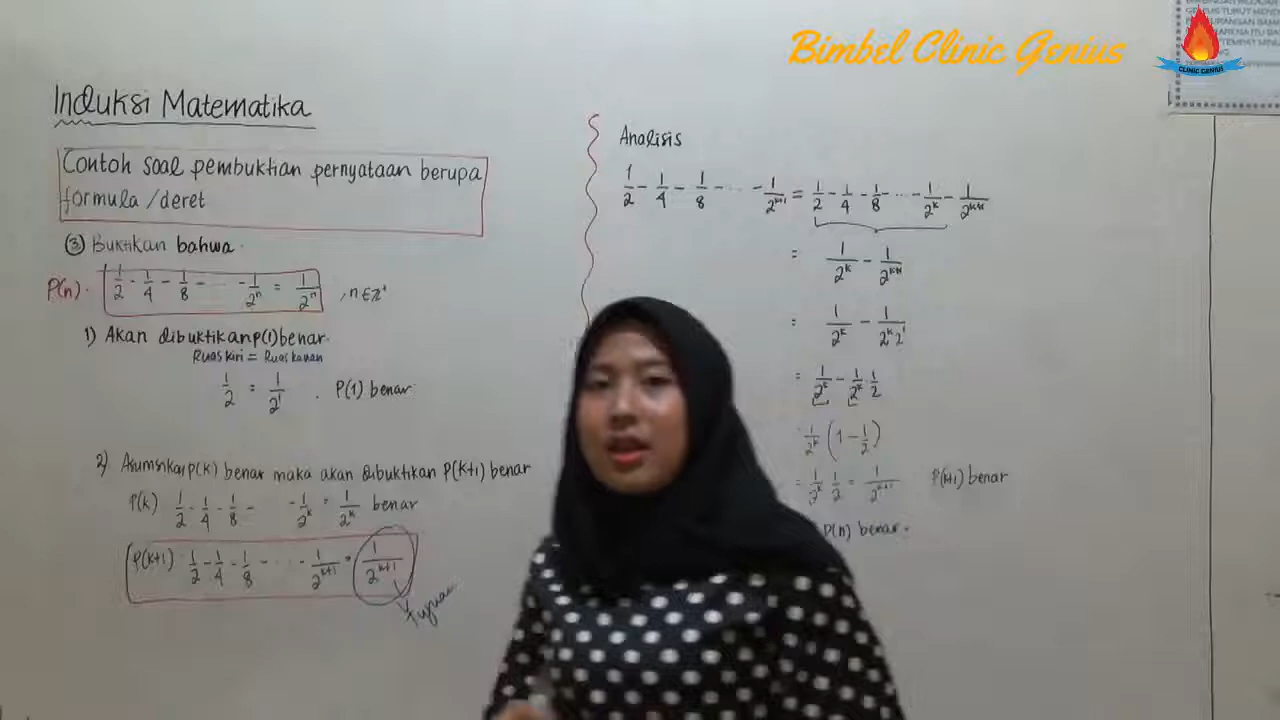 Bimbel Clinic Genius
CLINIC GENIUS
Induksi Matematika
Contoh soal pembuktian pernyataan berupa
formula/deret
③ Buktikan bahwa.
P(n). 1/2 - 1/4 - 1/8 - ... - 1/2ⁿ = 1/2ⁿ , n ∈ z⁺
1) Akan dibuktikan p(1) benar.
Ruas kiri = Ruas kanan
1/2 = 1/2¹ . P(1) benar
2) Asumsikan p(k) benar maka akan dibuktikan P(k+1) benar
P(k) 1/2 - 1/4 - 1/8 - - 1/2ᵏ = 1/2ᵏ benar
P(k+1) 1/2 - 1/4 - 1/8 - ... - 1/2ᵏ⁺¹ = 1/2ᵏ⁺¹
Tujuan
Analisis
1/2 - 1/4 - 1/8 - ... - 1/2ᵏ⁺¹ = 1/2 - 1/4 - 1/8 - ... - 1/2ᵏ - 1/2ᵏ⁺¹
= 1/2ᵏ - 1/2ᵏ⁺¹
= 1/2ᵏ - 1/2ᵏ2¹
= 1/2ᵏ - 1/2ᵏ 1/2
1/2ᵏ (1 - 1/2)
= 1/2ᵏ 1/2 = 1/2ᵏ⁺¹ P(k+1) benar
P(n) benar.